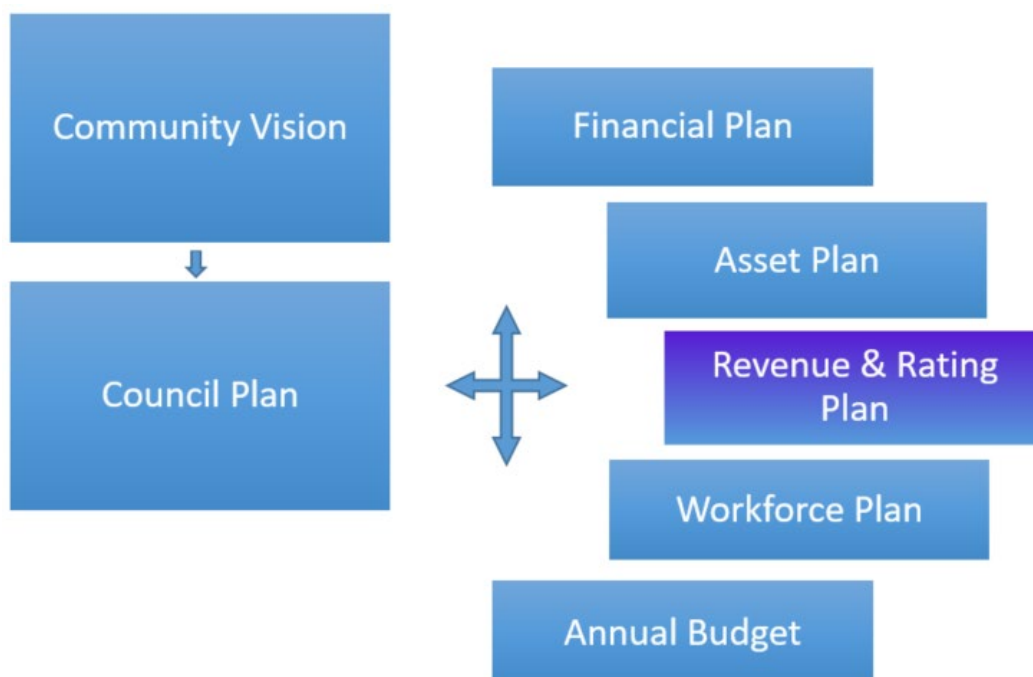 Community Vision
Council Plan
Financial Plan
Asset Plan
Revenue & Rating
Plan
Workforce Plan
Annual Budget